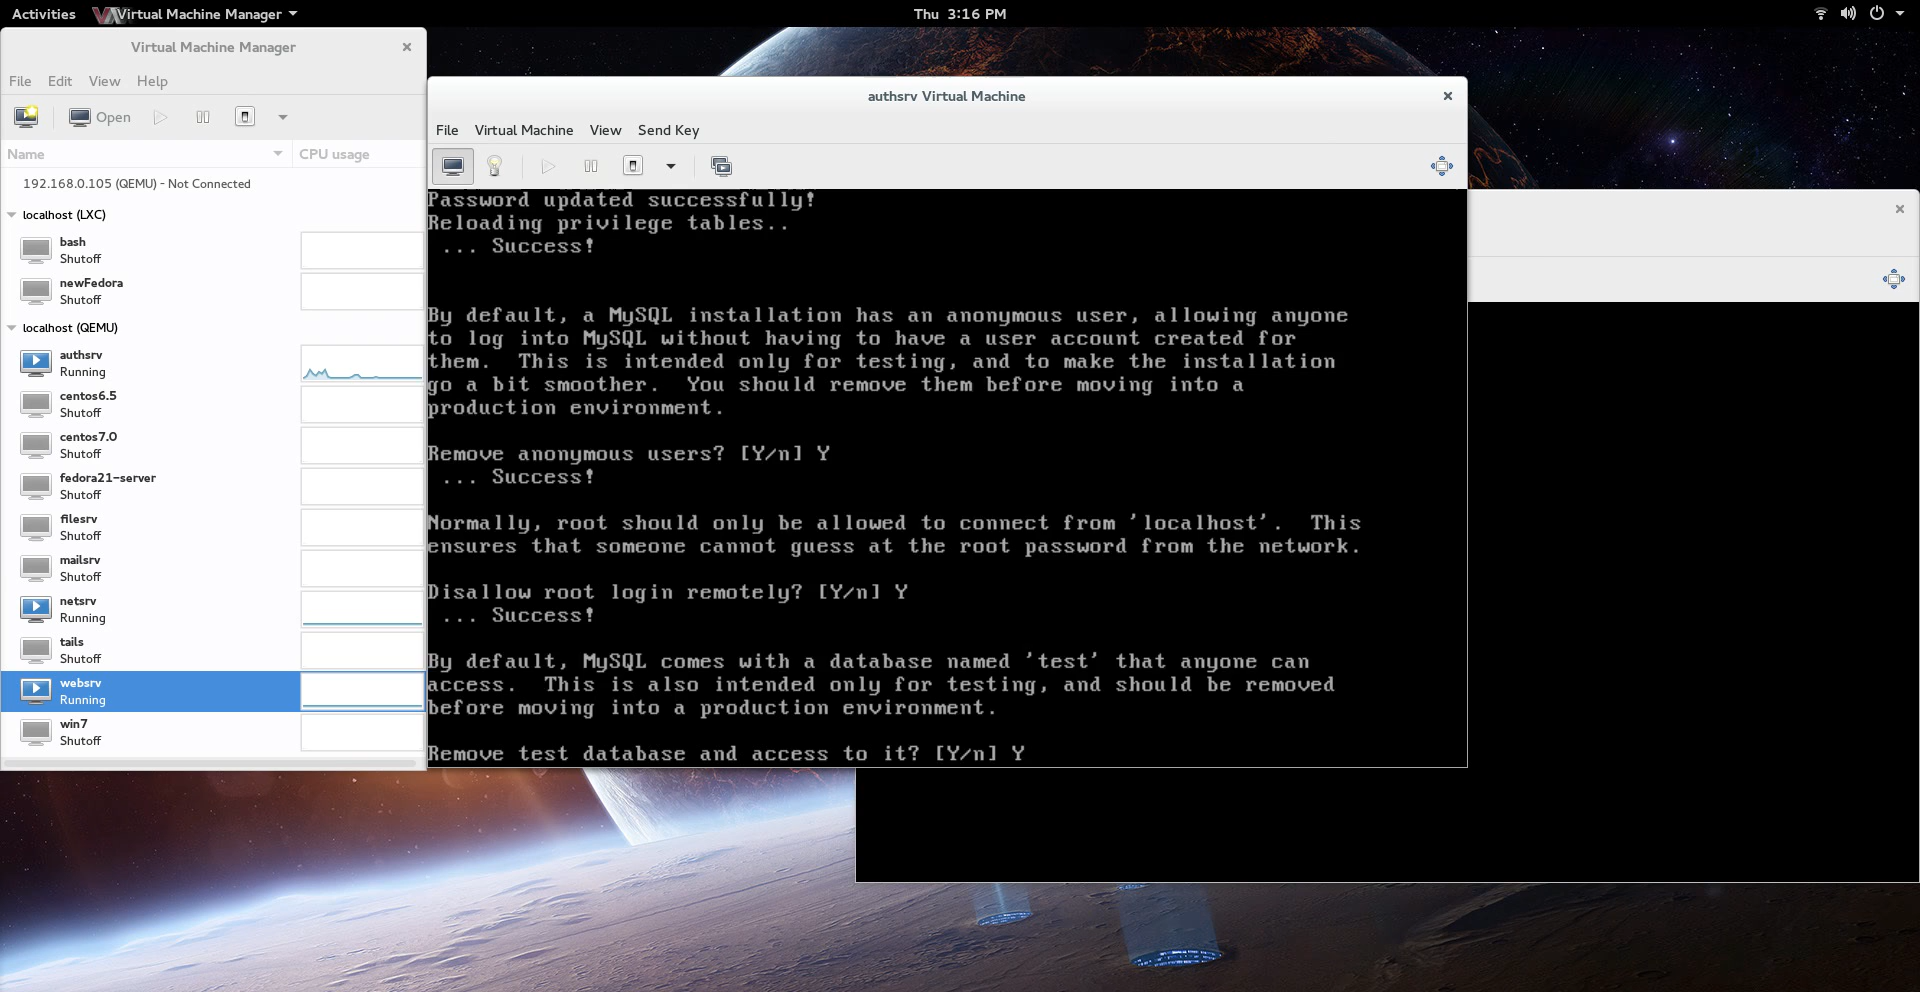 Activities
Virtual Machine Manager
Thu 3:16 PM
Virtual Machine Manager
File Edit View Help
Open
Name CPU usage
192.168.0.105 (QEMU) - Not Connected
localhost (LXC)
bash
Shutoff
newFedora
Shutoff
localhost (QEMU)
authsrv
Running
centos6.5
Shutoff
centos7.0
Shutoff
fedora21-server
Shutoff
filesrv
Shutoff
mailsrv
Shutoff
netsrv
Running
tails
Shutoff
websrv
Running
win7
Shutoff
authsrv Virtual Machine
File Virtual Machine View Send Key
Password updated successfully!
Reloading privilege tables..
... Success!
By default, a MySQL installation has an anonymous user, allowing anyone
to log into MySQL without having to have a user account created for
them. This is intended only for testing, and to make the installation
go a bit smoother. You should remove them before moving into a
production environment.
Remove anonymous users? [Y/n] Y
... Success!
Normally, root should only be allowed to connect from 'localhost'. This
ensures that someone cannot guess at the root password from the network.
Disallow root login remotely? [Y/n] Y
... Success!
By default, MySQL comes with a database named 'test' that anyone can
access. This is also intended only for testing, and should be removed
before moving into a production environment.
Remove test database and access to it? [Y/n] Y